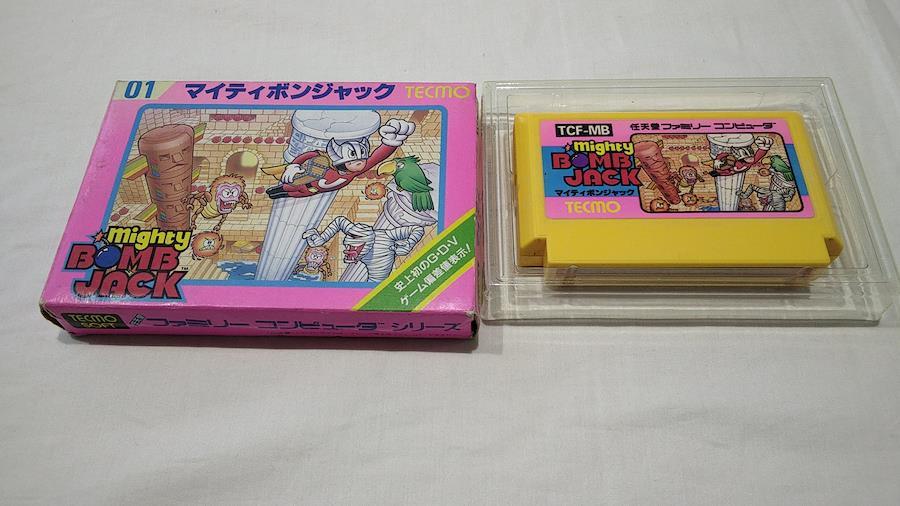 01 マイティボンジャック TECMO
mighty
BOMB
JACK™
史上初のG・D・V
ゲーム偏差値表示!
TECMO
SOFT
ファミリー コンピュータ シリーズ
TCF-MB 任天堂 ファミリー コンピュータ
mighty
BOMB
JACK
マイティボンジャック
TECMO